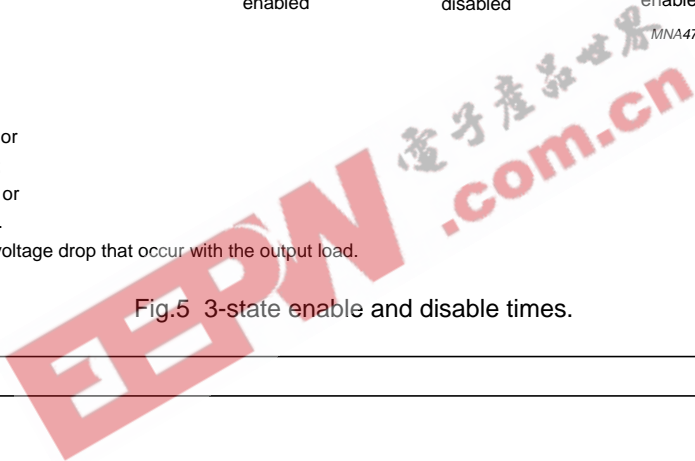 enabled disabled enable
MNA47
or
or
.
voltage drop that occur with the output load.
Fig.5 3-state enable and disable times.
電子產品世界
EEPW .com.cn